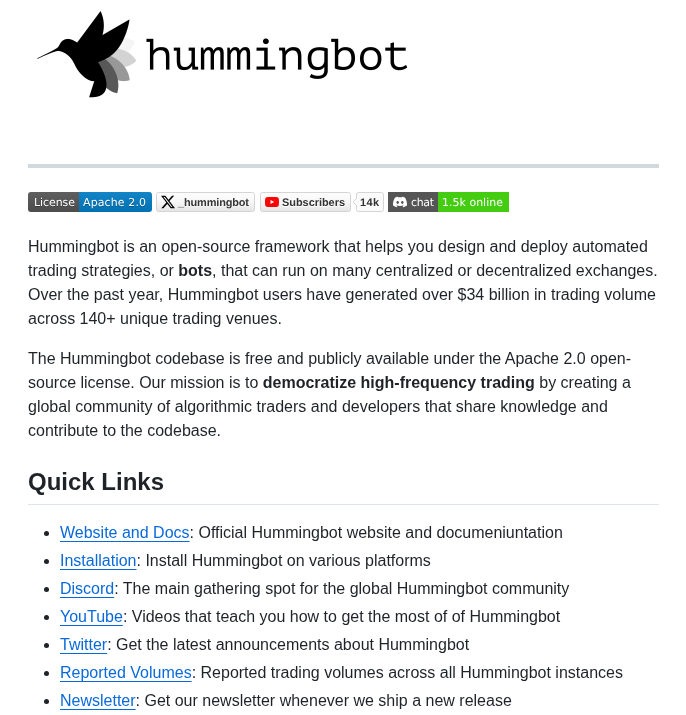 hummingbot
License Apache 2.0 _hummingbot Subscribers 14k chat 1.5k online
Hummingbot is an open-source framework that helps you design and deploy automated
trading strategies, or bots, that can run on many centralized or decentralized exchanges.
Over the past year, Hummingbot users have generated over $34 billion in trading volume
across 140+ unique trading venues.
The Hummingbot codebase is free and publicly available under the Apache 2.0 open-
source license. Our mission is to democratize high-frequency trading by creating a
global community of algorithmic traders and developers that share knowledge and
contribute to the codebase.
Quick Links
• Website and Docs: Official Hummingbot website and documeniuntation
• Installation: Install Hummingbot on various platforms
• Discord: The main gathering spot for the global Hummingbot community
• YouTube: Videos that teach you how to get the most of of Hummingbot
• Twitter: Get the latest announcements about Hummingbot
• Reported Volumes: Reported trading volumes across all Hummingbot instances
• Newsletter: Get our newsletter whenever we ship a new release